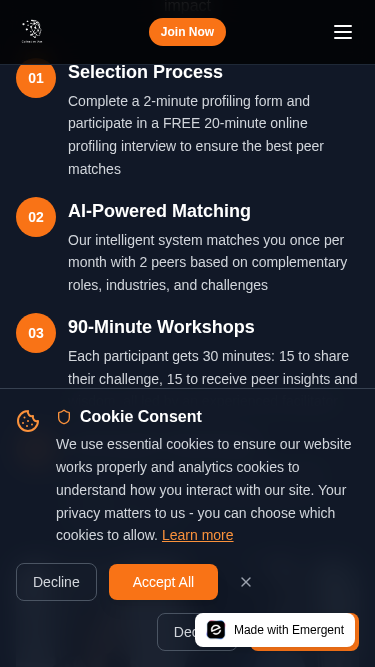 Impact
Join Now
01
Selection Process
Complete a 2-minute profiling form and
participate in a FREE 20-minute online
profiling interview to ensure the best peer
matches
02
AI-Powered Matching
Our intelligent system matches you once per
month with 2 peers based on complementary
roles, industries, and challenges
03
90-Minute Workshops
Each participant gets 30 minutes: 15 to share
their challenge, 15 to receive peer insights and
Cookie Consent
We use essential cookies to ensure our website
works properly and analytics cookies to
understand how you interact with our site. Your
privacy matters to us - you can choose which
cookies to allow. Learn more
Decline
Accept All
Made with Emergent